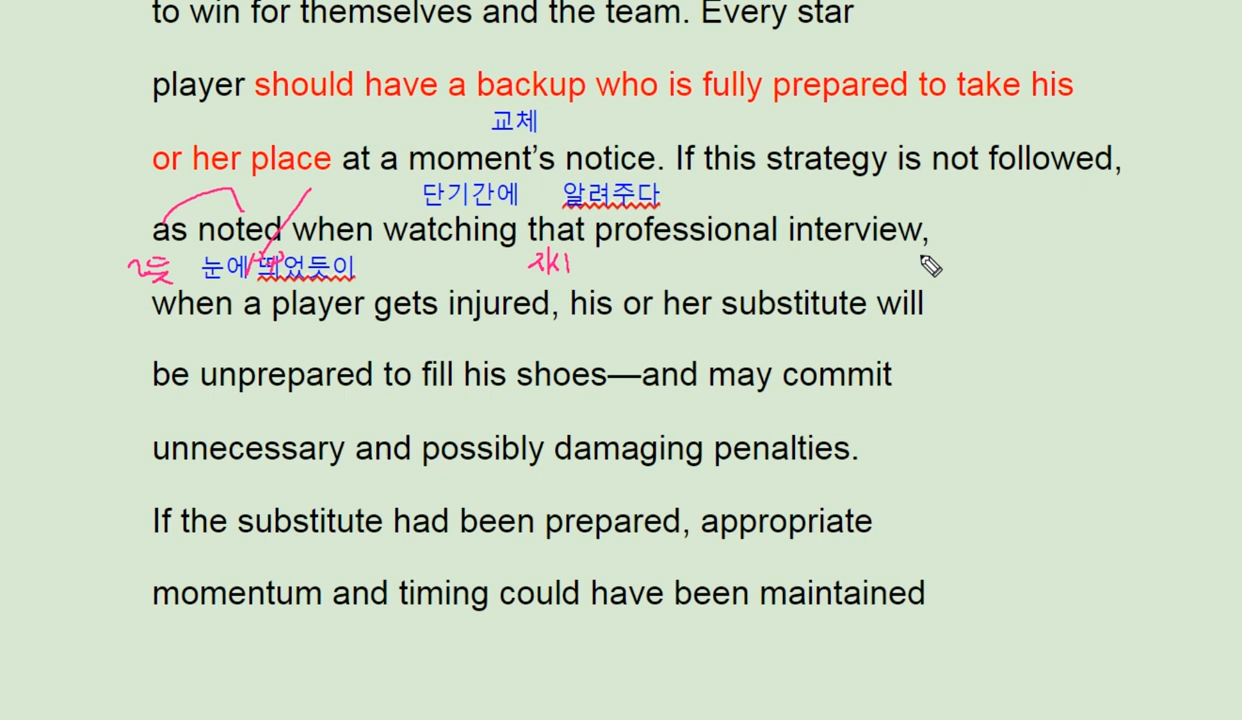 to win for themselves and the team. Every star
player should have a backup who is fully prepared to take his
교체
or her place at a moment’s notice. If this strategy is not followed,
단기간에 알려주다
as noted when watching that professional interview,
~듯 눈에 띄었듯이
when a player gets injured, his or her substitute will
be unprepared to fill his shoes—and may commit
unnecessary and possibly damaging penalties.
If the substitute had been prepared, appropriate
momentum and timing could have been maintained